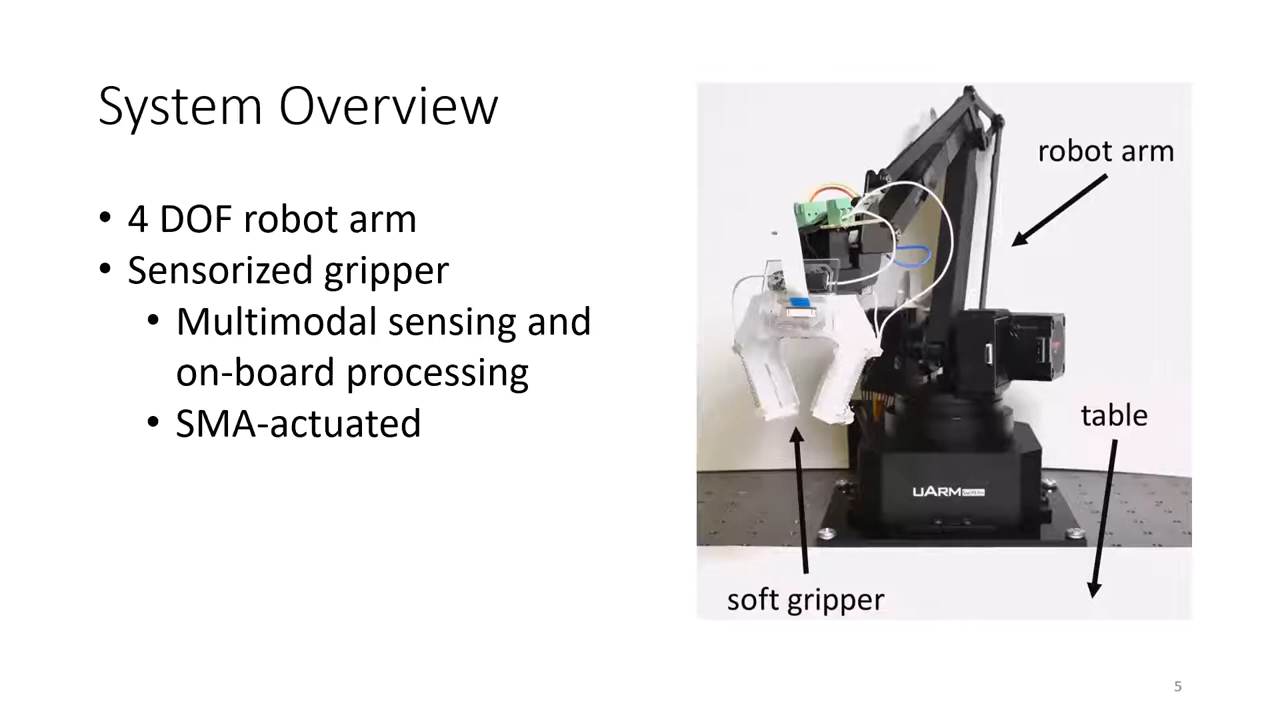 System Overview
• 4 DOF robot arm
• Sensorized gripper
• Multimodal sensing and
on-board processing
• SMA-actuated
robot arm
table
UARM
soft gripper
5